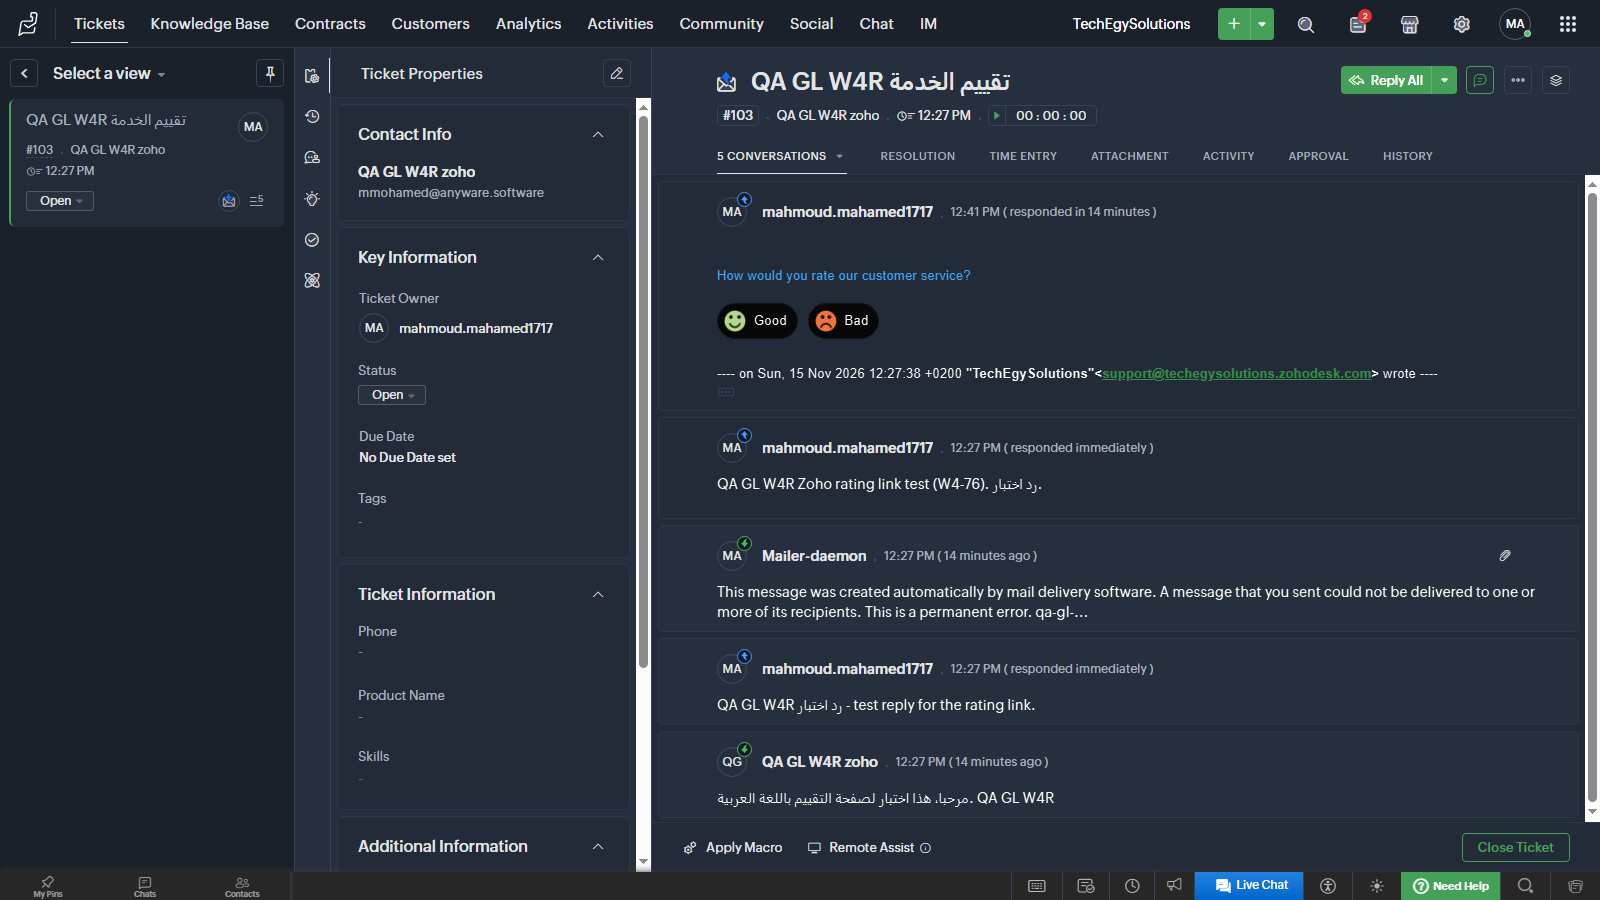 Tickets
Knowledge Base
Contracts
Customers
Analytics
Activities
Community
Social
Chat
IM
TechEgySolutions
2
MA
Select a view
QA GL W4R تقييم الخدمة
MA
#103 . QA GL W4R zoho
12:27 PM
Open
5
Ticket Properties
Contact Info
QA GL W4R zoho
mmohamed@anyware.software
Key Information
Ticket Owner
MA mahmoud.mahamed1717
Status
Open
Due Date
No Due Date set
Tags
-
Ticket Information
Phone
-
Product Name
-
Skills
-
Additional Information
QA GL W4R تقييم الخدمة
#103 . QA GL W4R zoho . 12:27 PM . 00 : 00 : 00
Reply All
5 CONVERSATIONS
RESOLUTION
TIME ENTRY
ATTACHMENT
ACTIVITY
APPROVAL
HISTORY
MA mahmoud.mahamed1717 . 12:41 PM ( responded in 14 minutes )
How would you rate our customer service?
Good
Bad
---- on Sun, 15 Nov 2026 12:27:38 +0200 "TechEgySolutions"<support@techegysolutions.zohodesk.com> wrote ----
MA mahmoud.mahamed1717 . 12:27 PM ( responded immediately )
QA GL W4R Zoho rating link test (W4-76). رد اختبار.
MA Mailer-daemon . 12:27 PM ( 14 minutes ago )
This message was created automatically by mail delivery software. A message that you sent could not be delivered to one or
more of its recipients. This is a permanent error. qa-gl-...
MA mahmoud.mahamed1717 . 12:27 PM ( responded immediately )
QA GL W4R رد اختبار - test reply for the rating link.
QG QA GL W4R zoho . 12:27 PM ( 14 minutes ago )
مرحبا، هذا اختبار لصفحة التقييم باللغة العربية. QA GL W4R
Apply Macro
Remote Assist
Close Ticket
My Pins
Chats
Contacts
Live Chat
Need Help